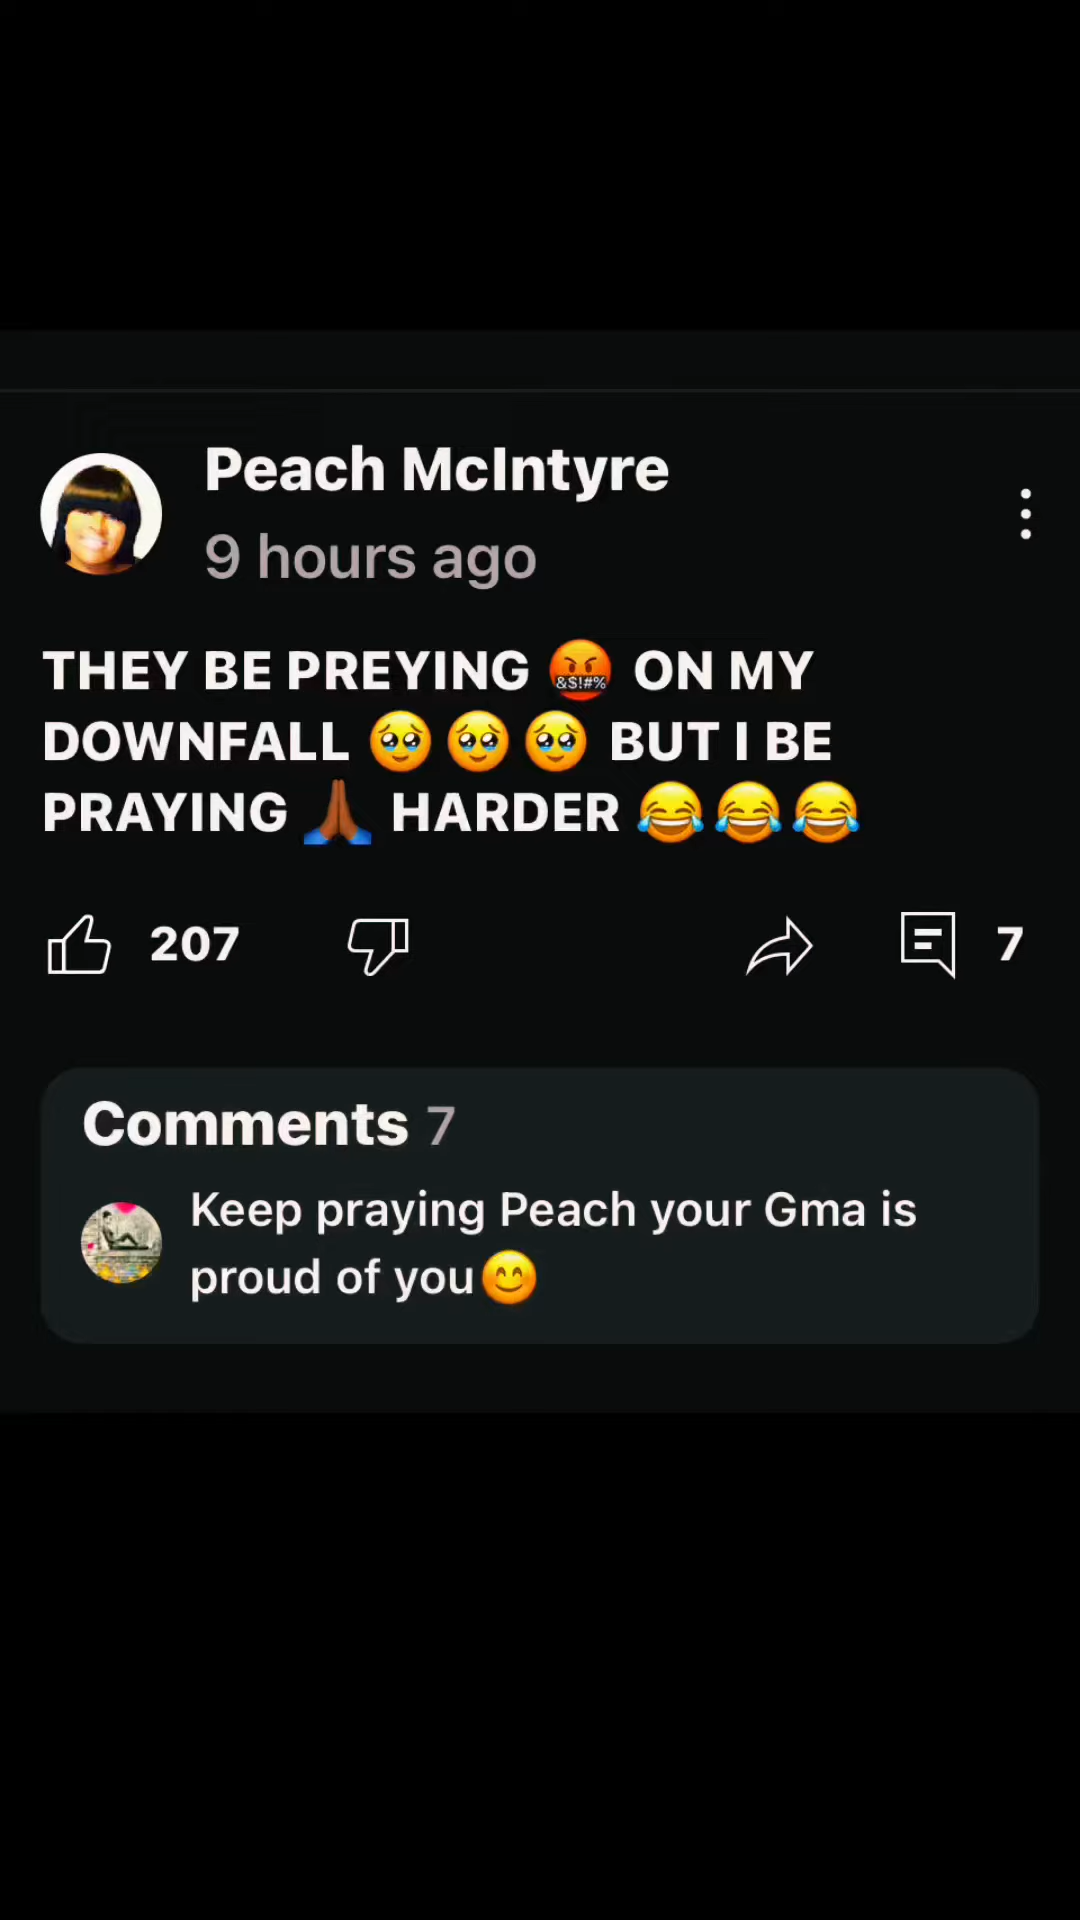 Peach McIntyre
9 hours ago
THEY BE PREYING 🤬 ON MY
DOWNFALL 🥹🥹🥹 BUT I BE
PRAYING 🙏🏾 HARDER 😂😂😂
207 7
Comments 7
Keep praying Peach your Gma is
proud of you😊